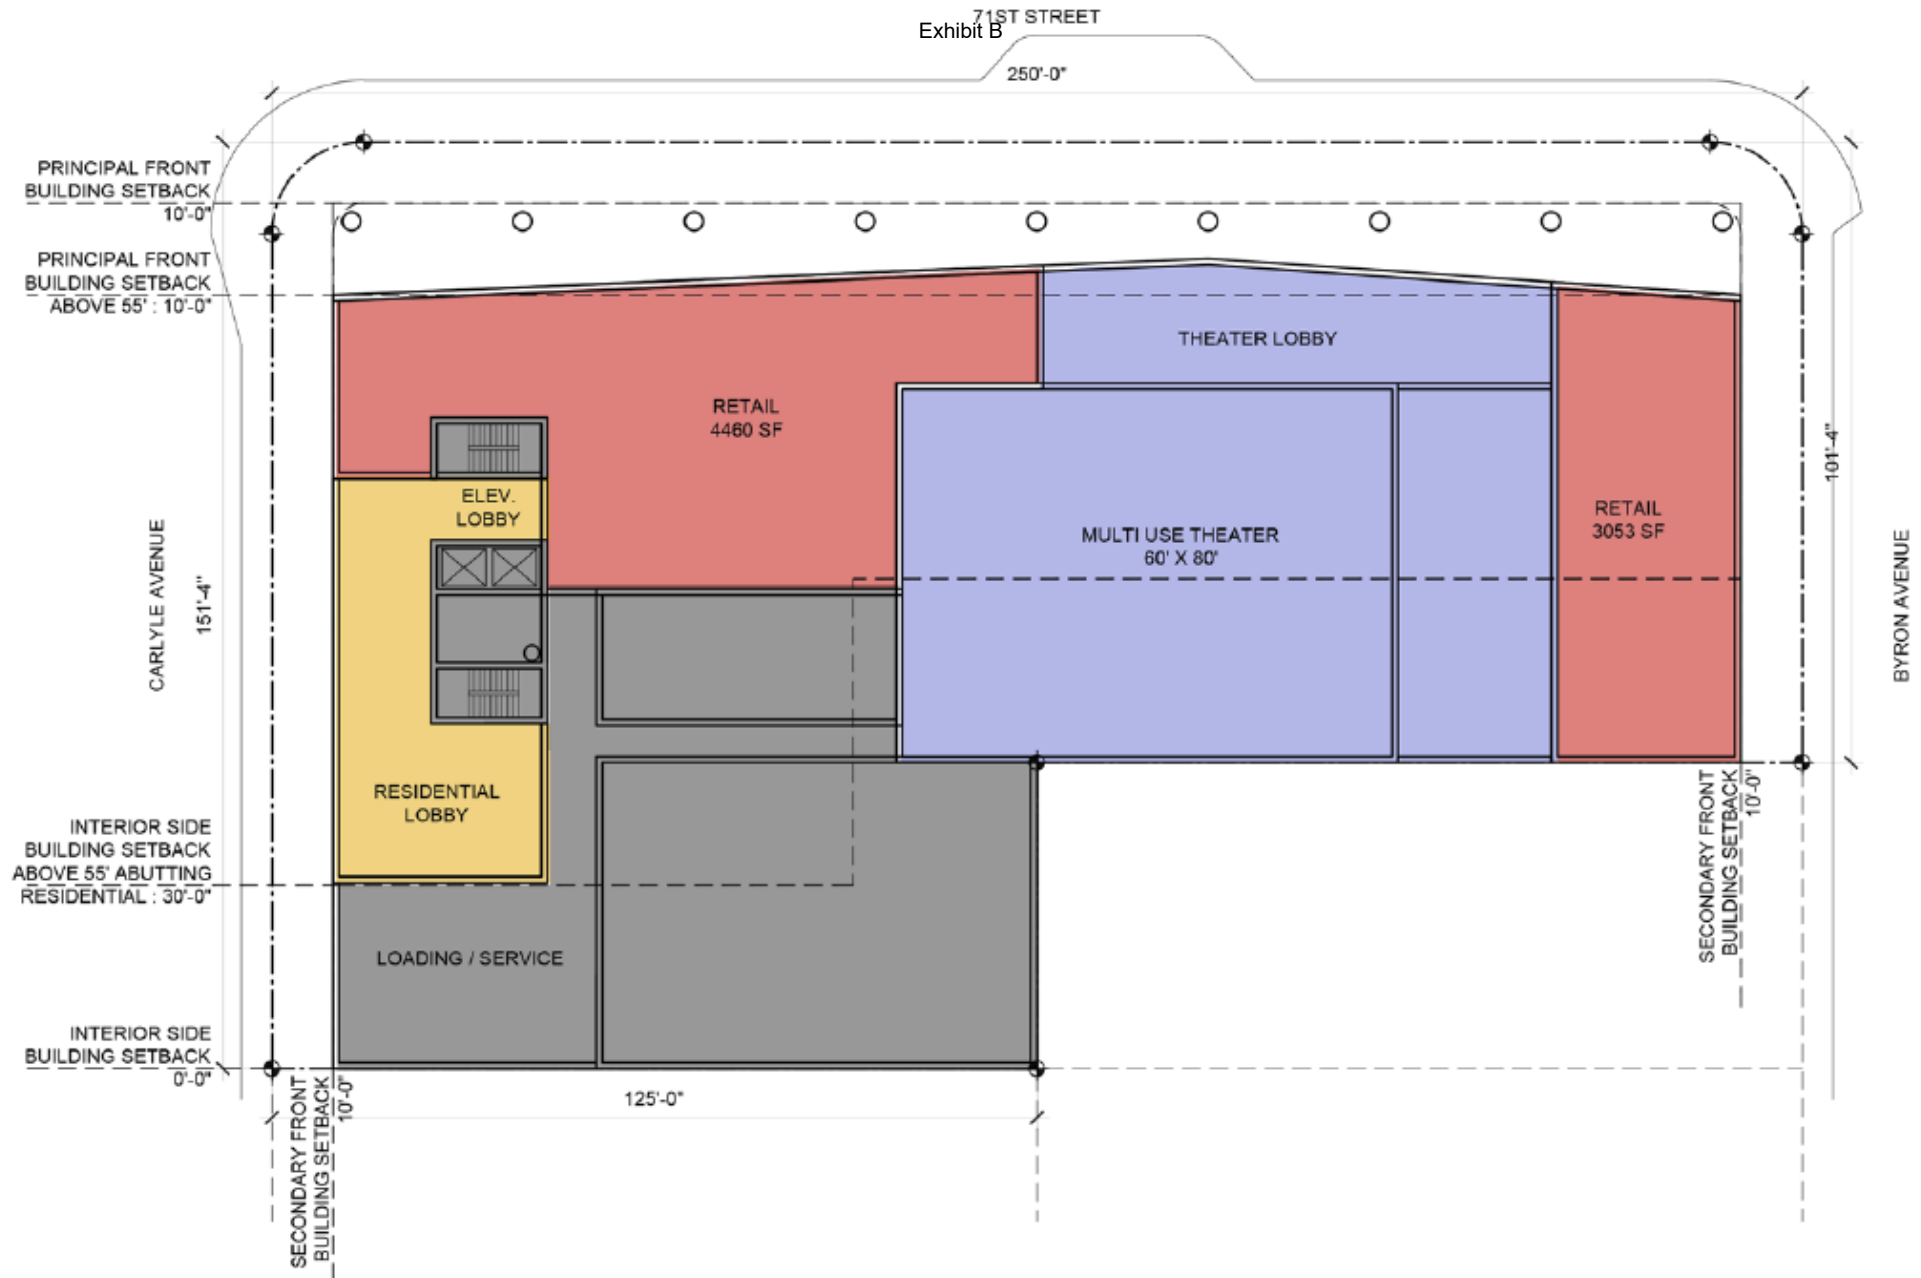 71ST STREET
Exhibit B
250'-0"
PRINCIPAL FRONT
BUILDING SETBACK
10'-0"
PRINCIPAL FRONT
BUILDING SETBACK
ABOVE 55' : 10'-0"
THEATER LOBBY
RETAIL
4460 SF
101'-4"
ELEV.
LOBBY
RETAIL
3053 SF
MULTI USE THEATER
60' X 80'
CARLYLE AVENUE
151'-4"
BYRON AVENUE
RESIDENTIAL
LOBBY
INTERIOR SIDE
BUILDING SETBACK
ABOVE 55' ABUTTING
RESIDENTIAL : 30'-0"
SECONDARY FRONT
BUILDING SETBACK
10'-0"
LOADING / SERVICE
INTERIOR SIDE
BUILDING SETBACK
0'-0"
SECONDARY FRONT
BUILDING SETBACK
10'-0"
125'-0"